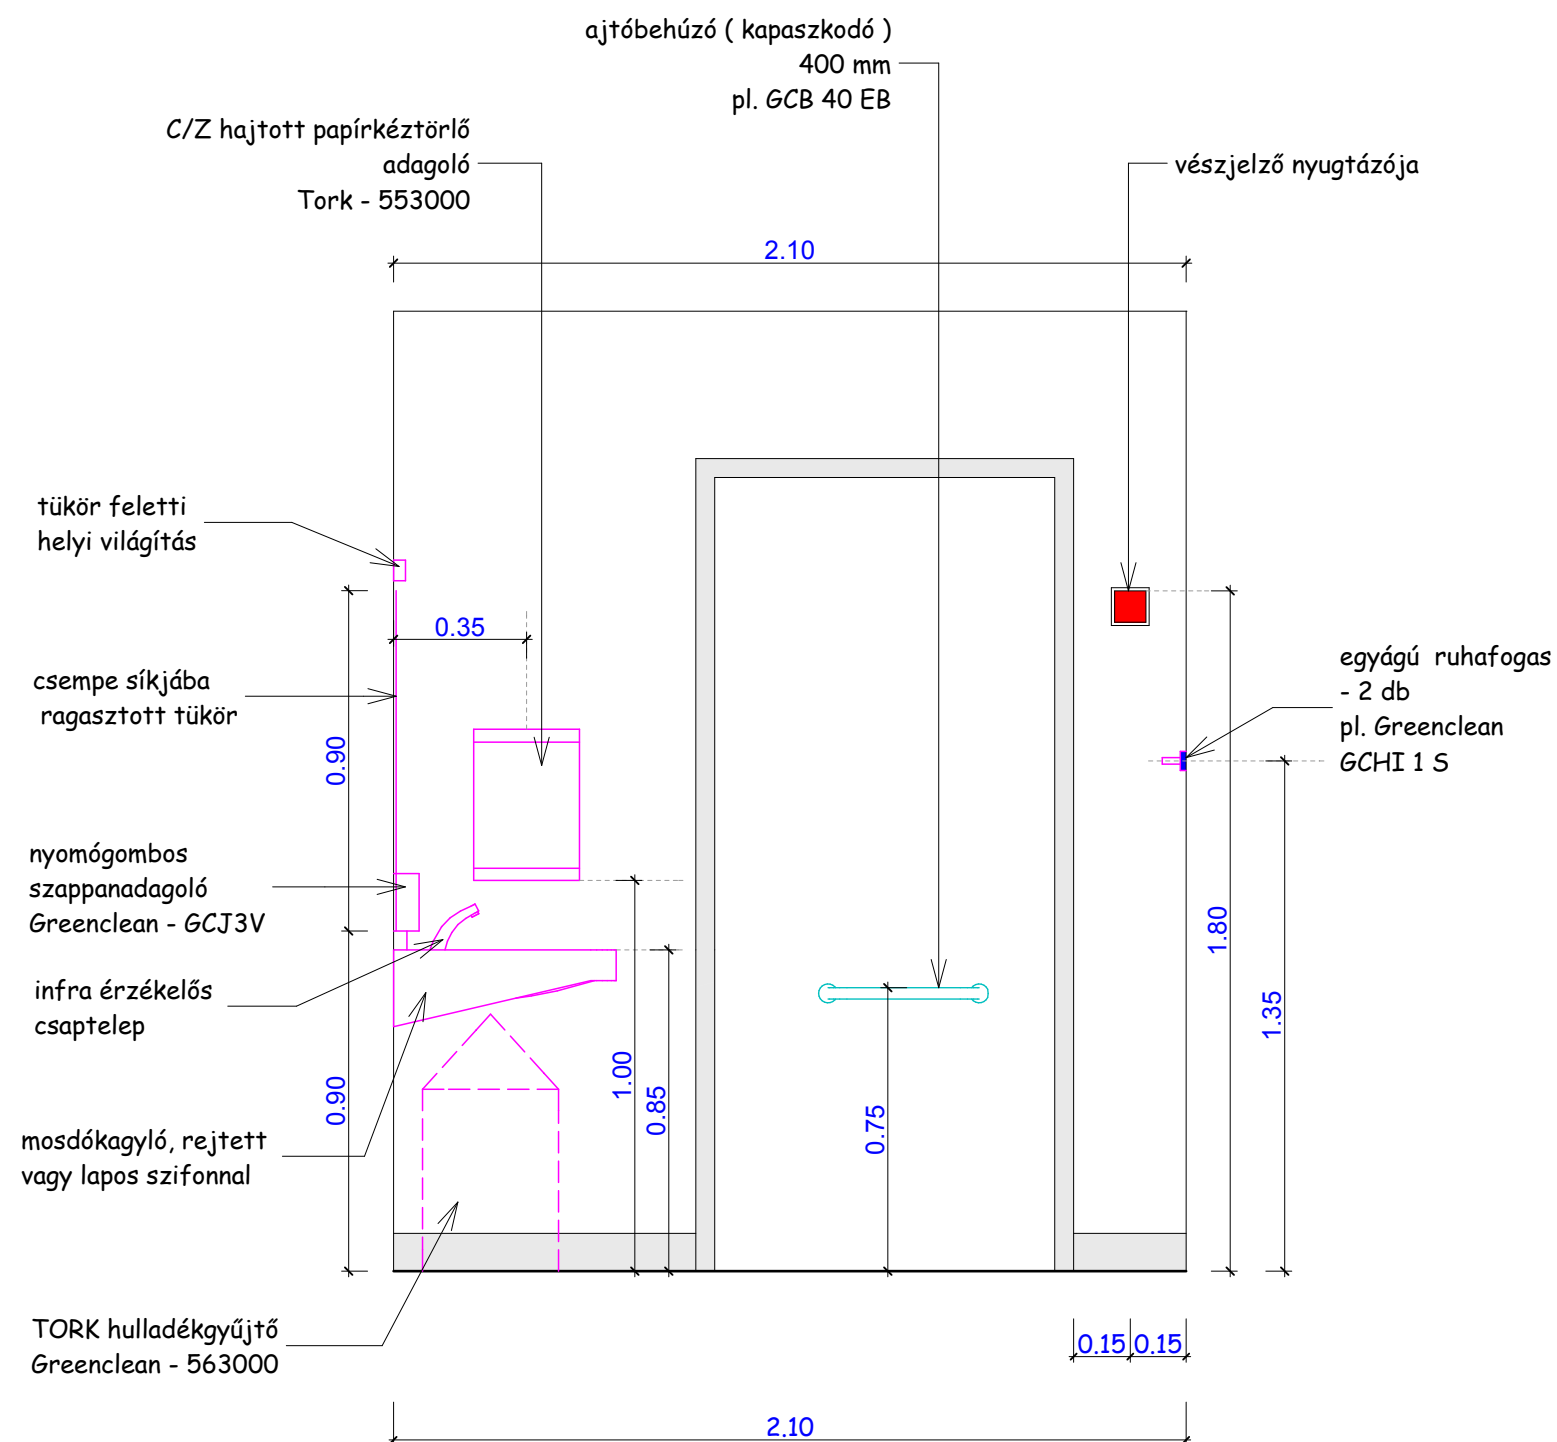 ajtóbehúzó ( kapaszkodó )
400 mm
pl. GCB 40 EB
C/Z hajtott papírkéztörlő
adagoló
Tork - 553000
vészjelző nyugtázója
2.10
tükör feletti
helyi világítás
0.35
csempe síkjába
ragasztott tükör
0.90
egyágú ruhafogas
- 2 db
pl. Greenclean
GCHI 1 S
nyomógombos
szappanadagoló
Greenclean - GCJ3V
1.80
1.35
infra érzékelős
csaptelep
0.90
1.00
0.85
0.75
mosdókagyló, rejtett
vagy lapos szifonnal
TORK hulladékgyűjtő
Greenclean - 563000
0.15 0.15
2.10